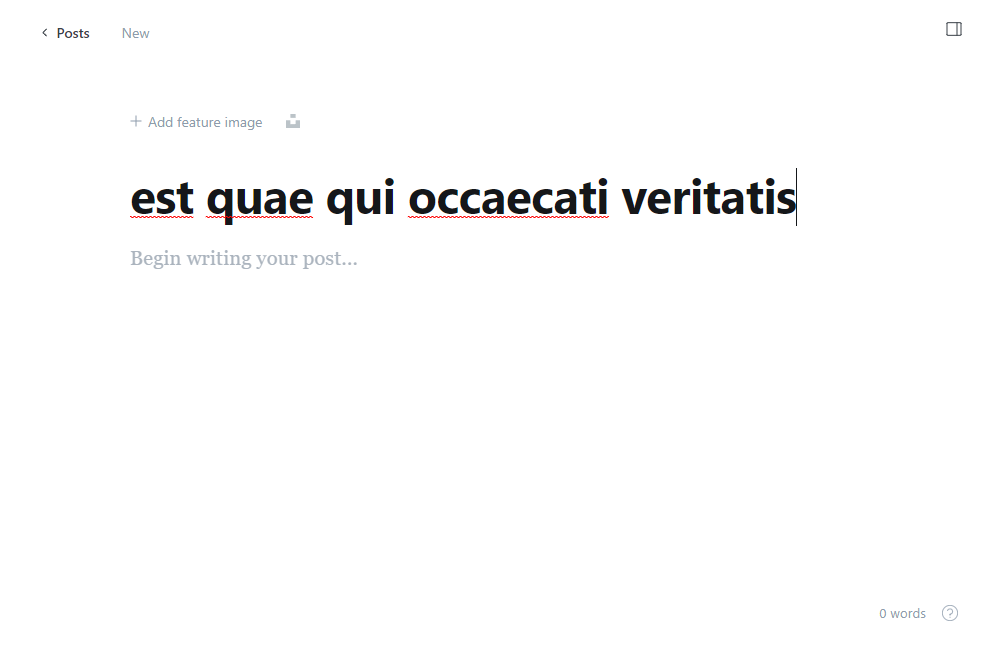 Posts New
Add feature image
est quae qui occaecati veritatis
Begin writing your post...
0 words